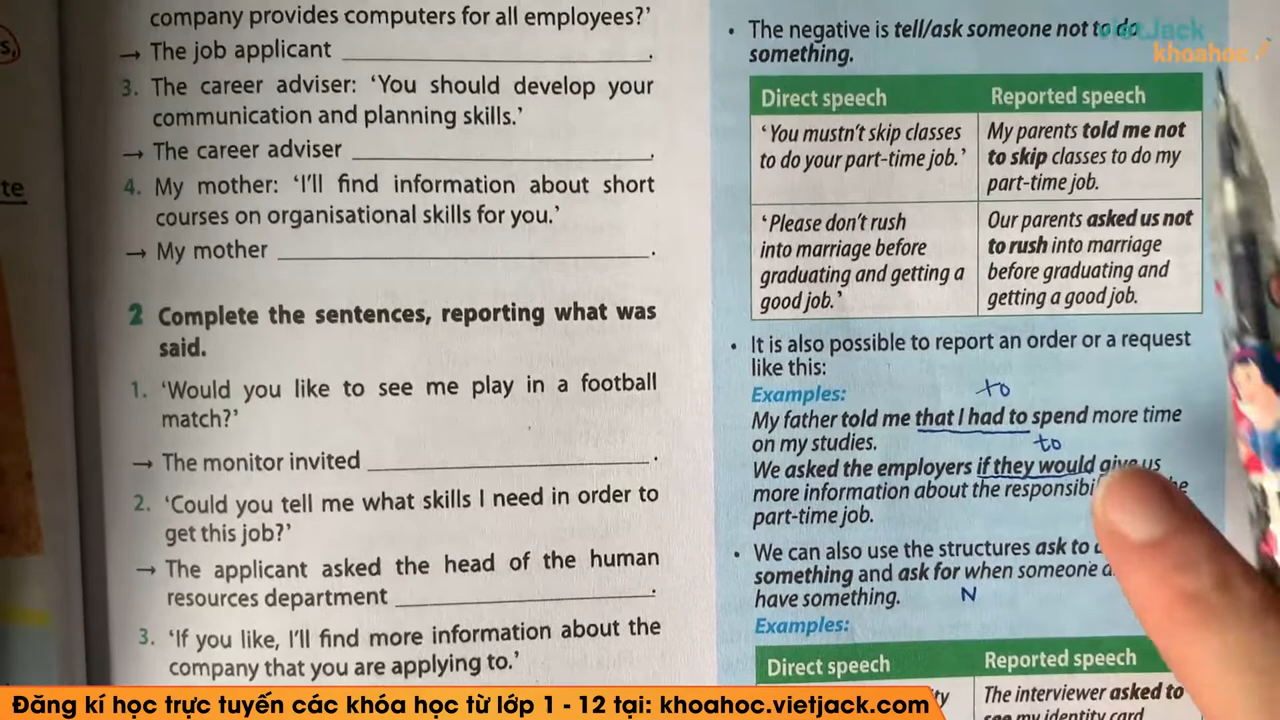 company provides computers for all employees?’
→ The job applicant ______.
3. The career adviser: ‘You should develop your
communication and planning skills.’
→ The career adviser ______.
4. My mother: ‘I’ll find information about short
courses on organisational skills for you.’
→ My mother ______.
2 Complete the sentences, reporting what was
said.
1. ‘Would you like to see me play in a football
match?’
→ The monitor invited ______.
2. ‘Could you tell me what skills I need in order to
get this job?’
→ The applicant asked the head of the human
resources department ______.
3. ‘If you like, I’ll find more information about the
company that you are applying to.’
s,
te
• The negative is tell/ask someone not to do
something.
vietJack
khoahoc
Direct speech Reported speech
‘You mustn’t skip classes
to do your part-time job.’
My parents told me not
to skip classes to do my
part-time job.
‘Please don’t rush
into marriage before
graduating and getting a
good job.’
Our parents asked us not
to rush into marriage
before graduating and
getting a good job.
• It is also possible to report an order or a request
like this:
Examples:
to
My father told me that I had to spend more time
on my studies.
to
We asked the employers if they would give us
more information about the
part-time job.
• We can also use the structures ask to
something and ask for when someone
have something.
N
Examples:
Direct speech Reported speech
The interviewer asked to
see my identity card
Đăng kí học trực tuyến các khóa học từ lớp 1 - 12 tại: khoahoc.vietjack.com